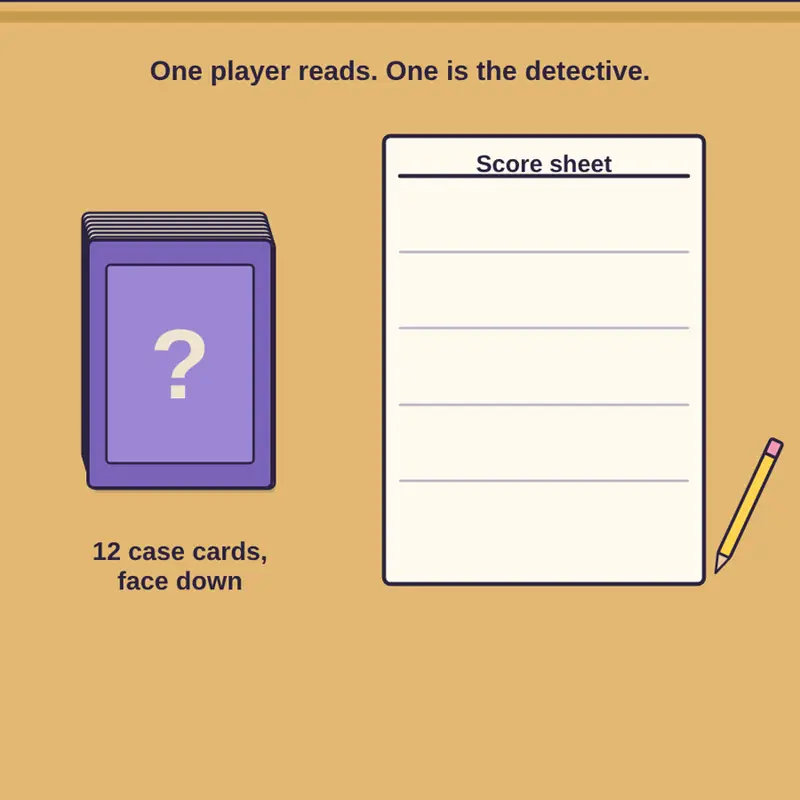 One player reads. One is the detective.
Score sheet
?
12 case cards,
face down